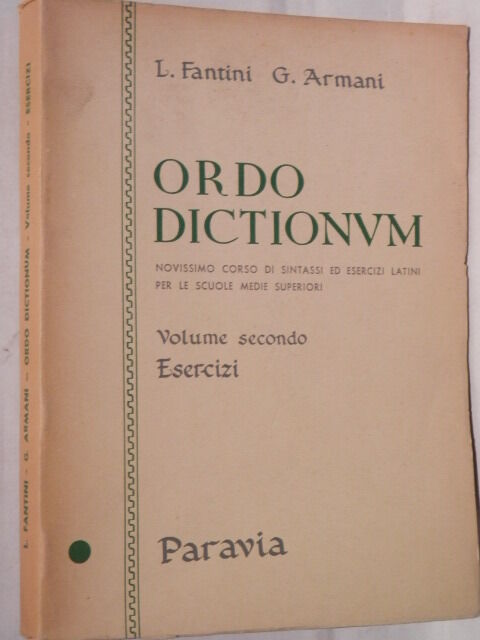 L. Fantini G. Armani
ORDO
DICTIONVM
NOVISSIMO CORSO DI SINTASSI ED ESERCIZI LATINI
PER LE SCUOLE MEDIE SUPERIORI
Volume secondo
Esercizi
Paravia
L. FANTINI - G. ARMANI - ORDO DICTIONUM - Volume secondo - ESERCIZI